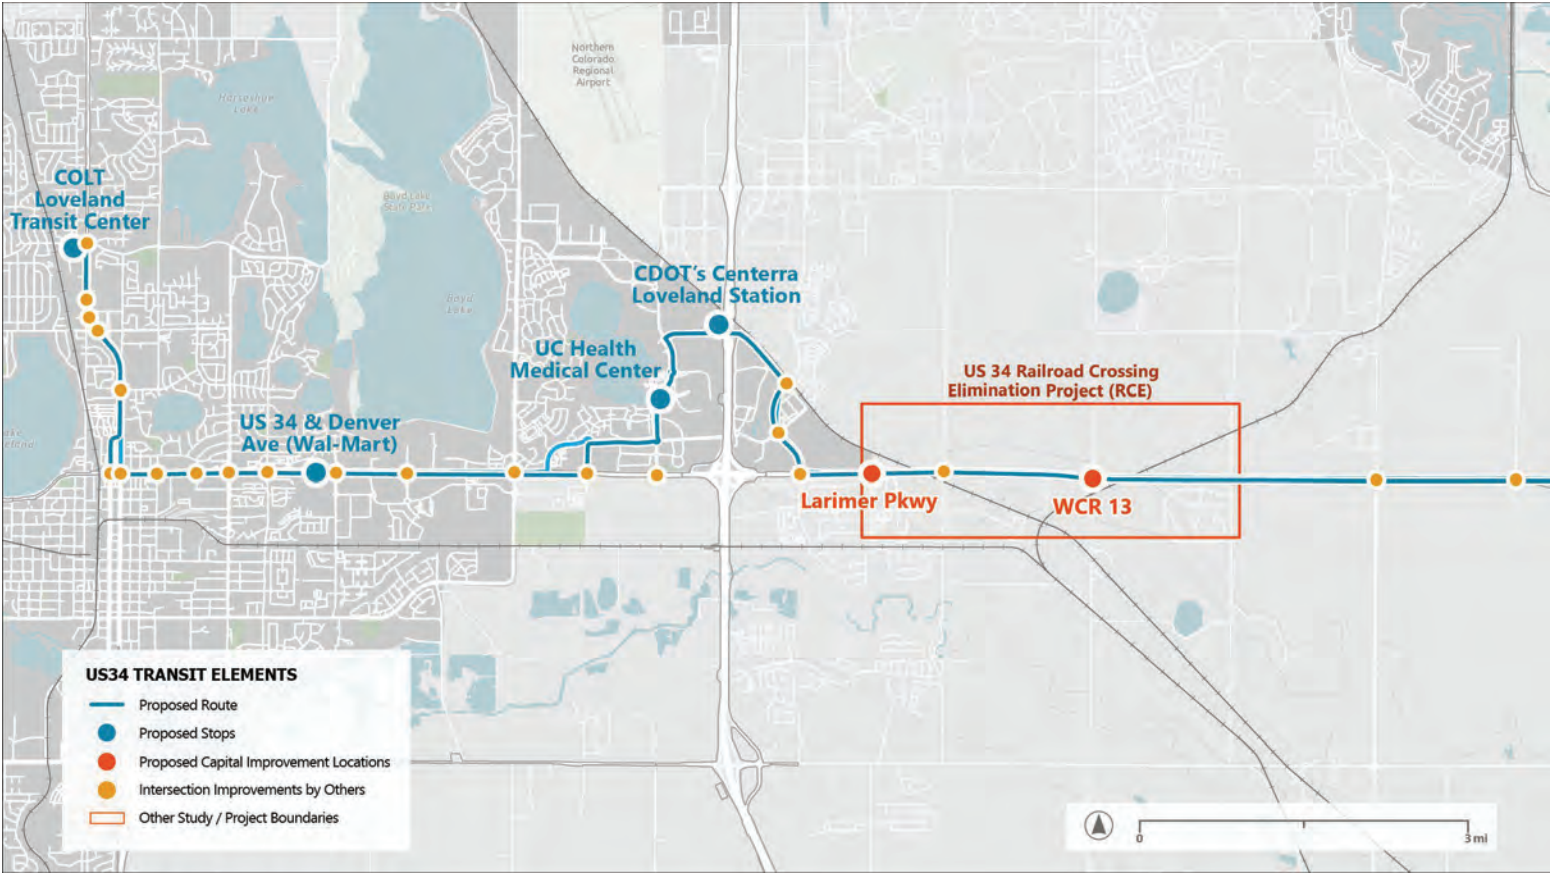 Northern
Colorado
Regional
Airport
Horseshoe
Lake
COLT
Loveland
Transit Center
Boyd Lake
State Park
CDOT's Centerra
Loveland Station
Boyd
Lake
UC Health
Medical Center
US 34 Railroad Crossing
Elimination Project (RCE)
US 34 & Denver
Ave (Wal-Mart)
Larimer Pkwy
WCR 13
US34 TRANSIT ELEMENTS
Proposed Route
Proposed Stops
Proposed Capital Improvement Locations
Intersection Improvements by Others
Other Study / Project Boundaries
0
3 mi